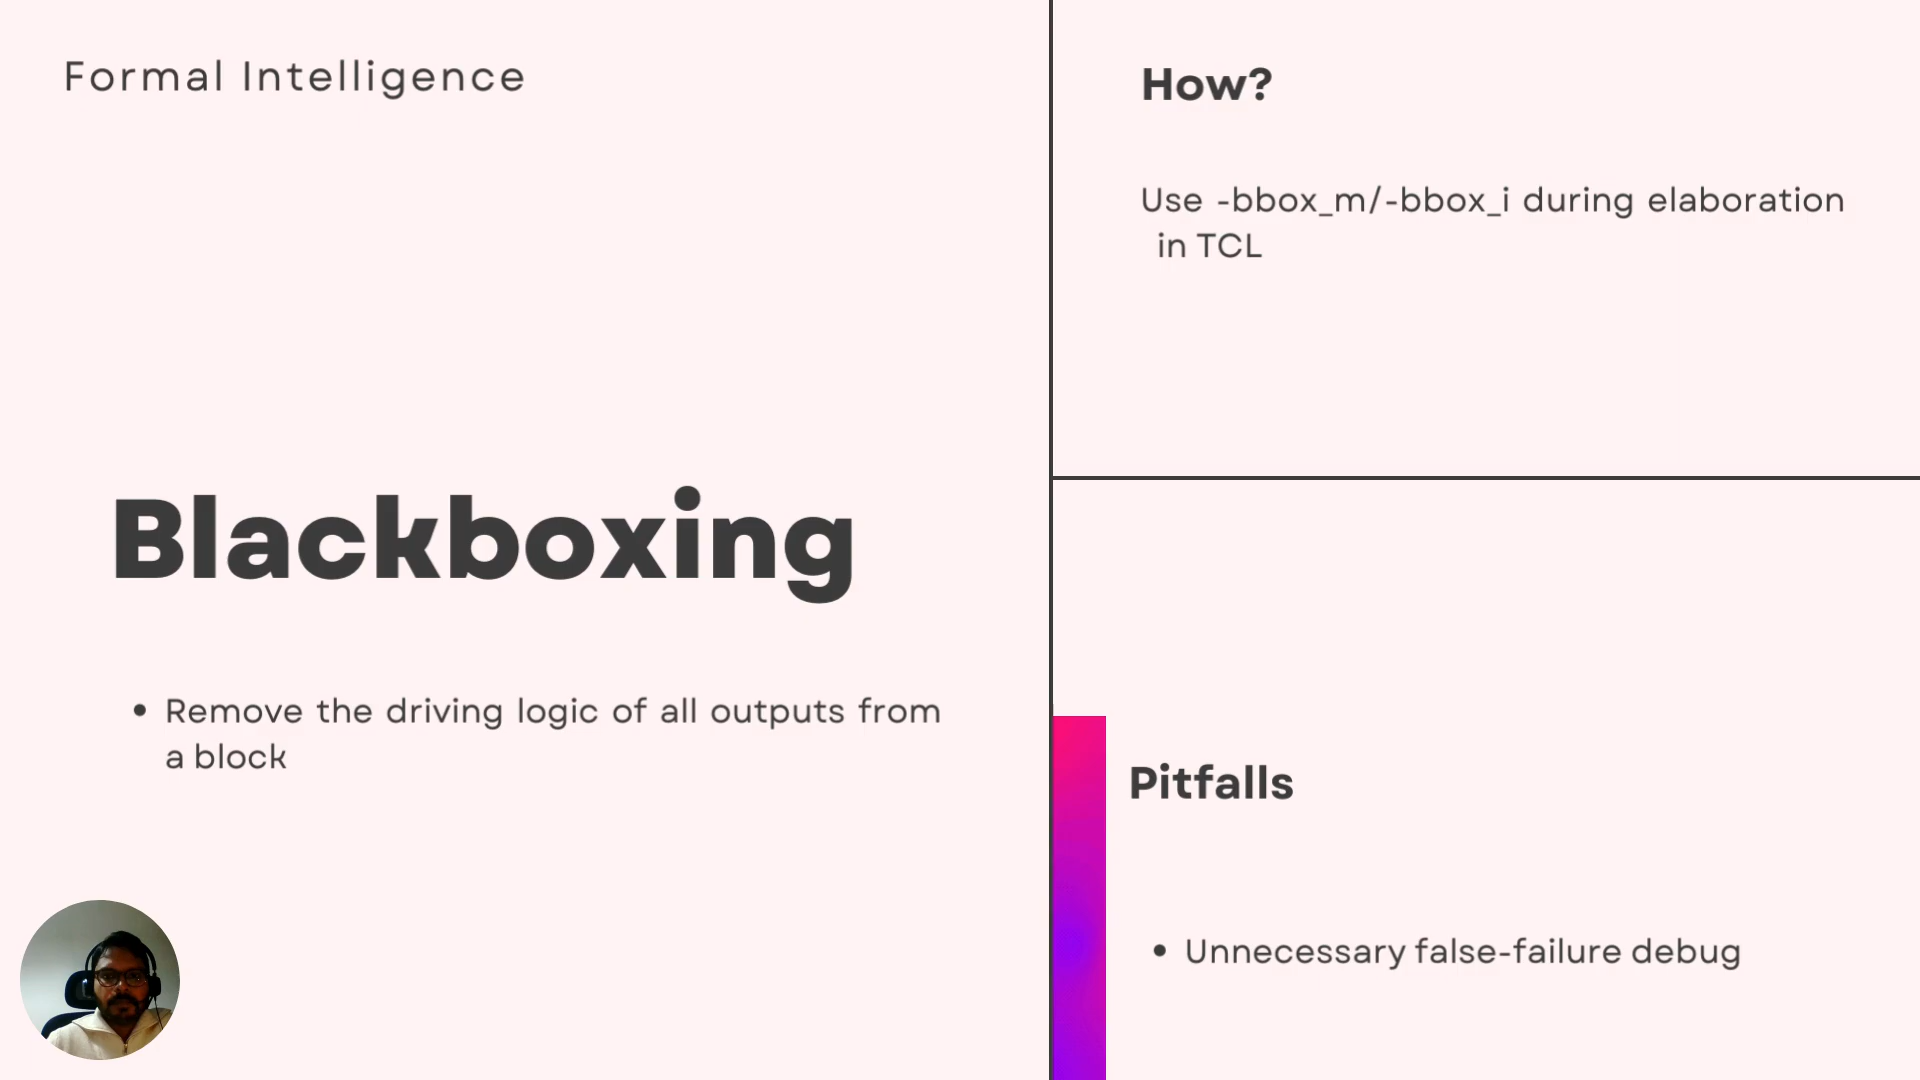 Formal Intelligence
Blackboxing
• Remove the driving logic of all outputs from
a block
How?
Use -bbox_m/-bbox_i during elaboration
in TCL
Pitfalls
• Unnecessary false-failure debug